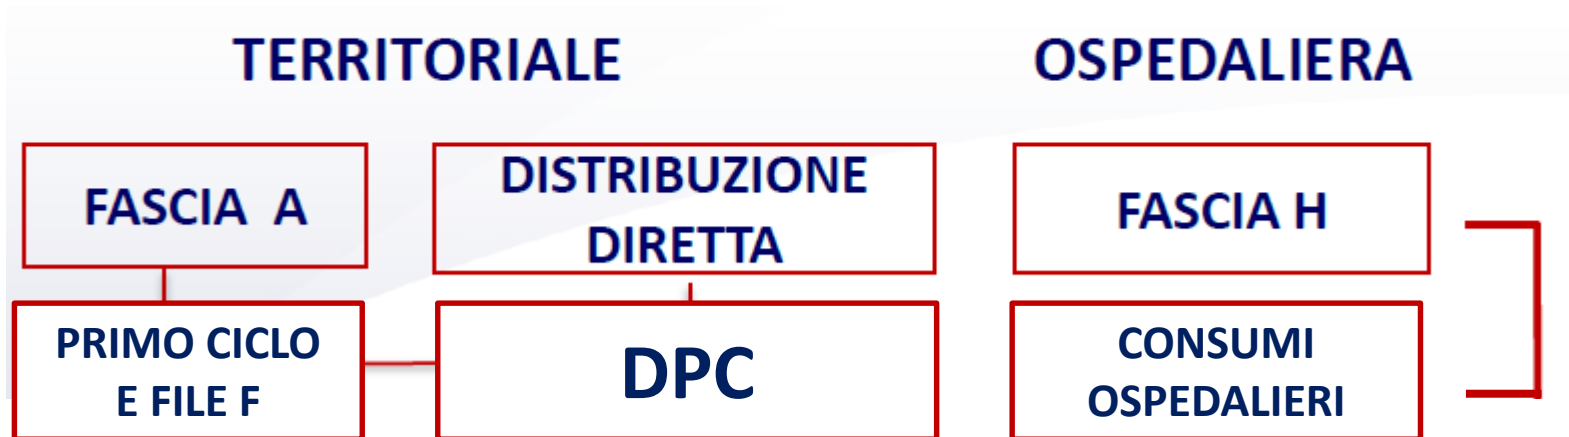 TERRITORIALE
OSPEDALIERA
FASCIA A
DISTRIBUZIONE
DIRETTA
FASCIA H
PRIMO CICLO
E FILE F
DPC
CONSUMI
OSPEDALIERI